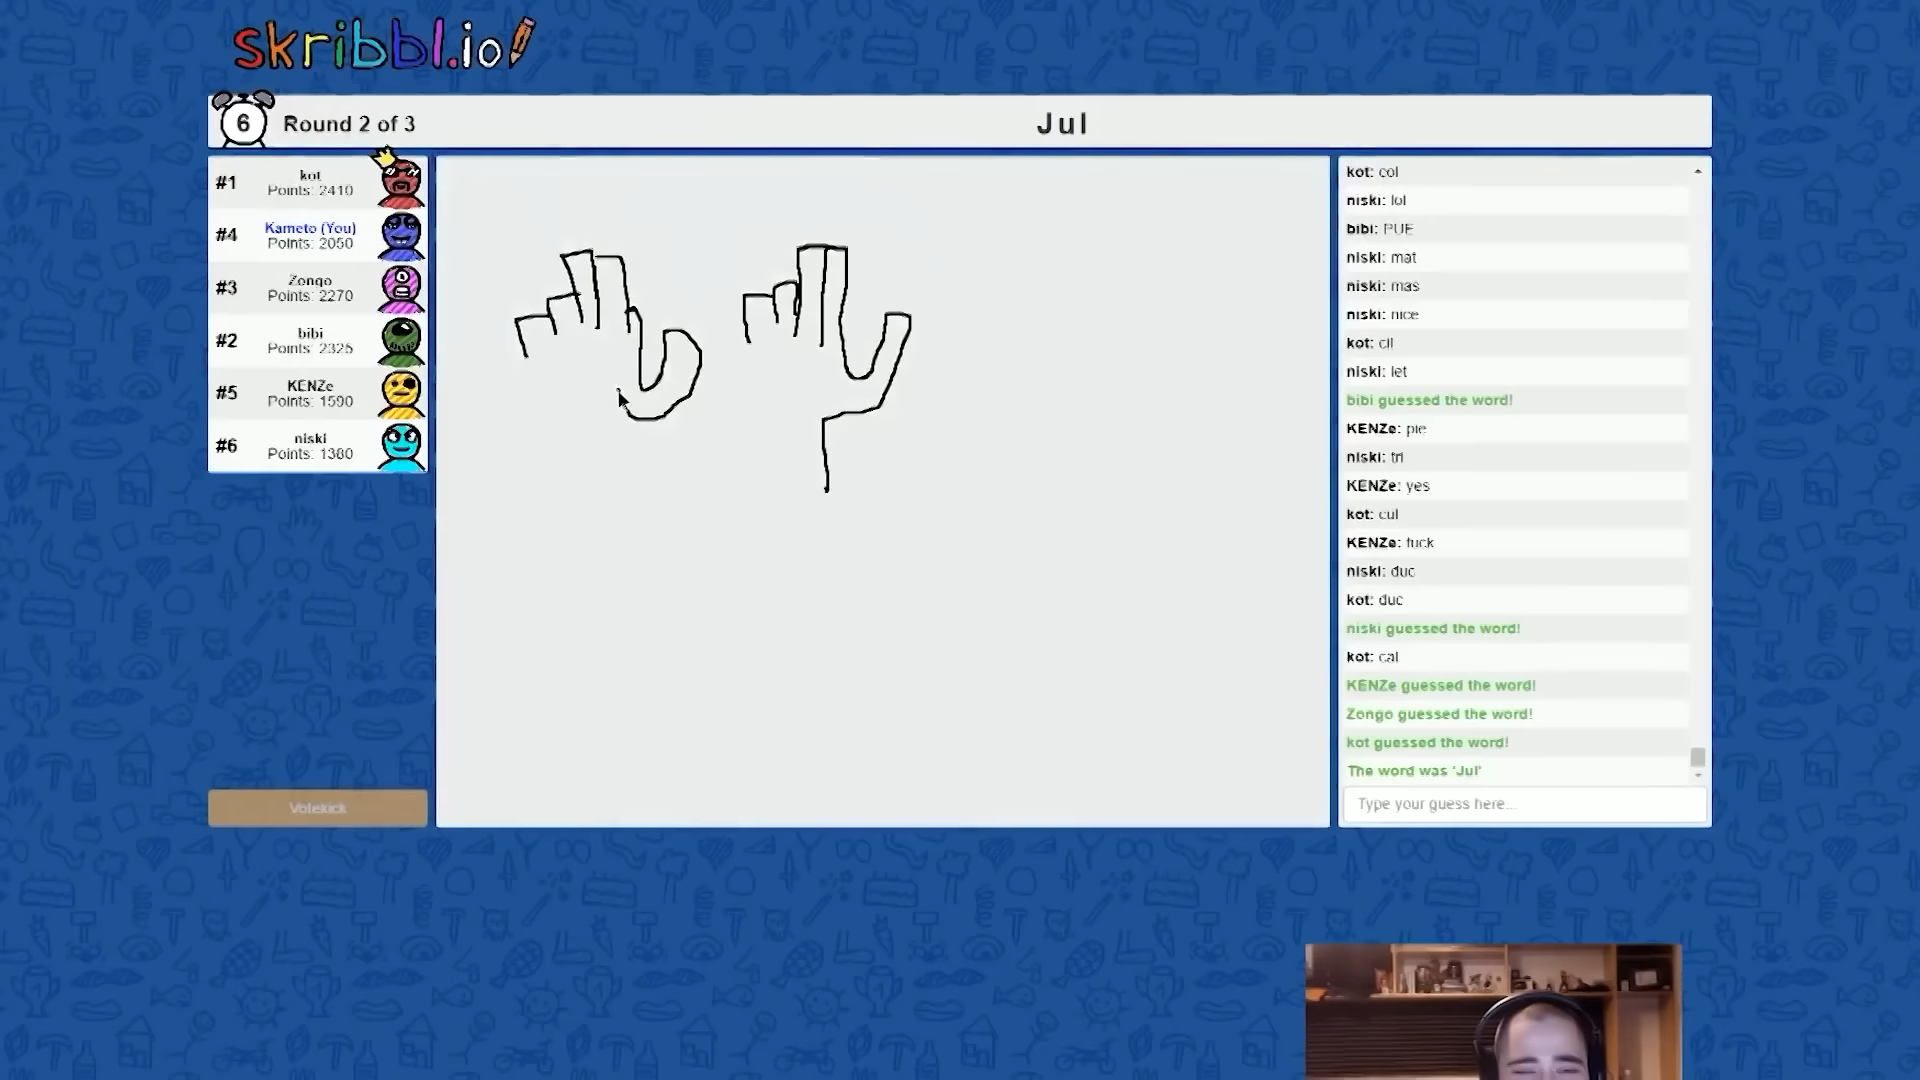 skribbl.io
6
Round 2 of 3
Jul
#1
kot
Points: 2410
#4
Kameto (You)
Points: 2050
#3
Zongo
Points: 2270
#2
bibi
Points: 2325
#5
KENZe
Points: 1590
#6
niski
Points: 1380
Votekick
kot: col
niski: lol
bibi: PUE
niski: mat
niski: mas
niski: nice
kot: cil
niski: let
bibi guessed the word!
KENZe: pie
niski: tri
KENZe: yes
kot: cul
KENZe: fuck
niski: duc
kot: duc
niski guessed the word!
kot: cal
KENZe guessed the word!
Zongo guessed the word!
kot guessed the word!
The word was 'Jul'
Type your guess here...